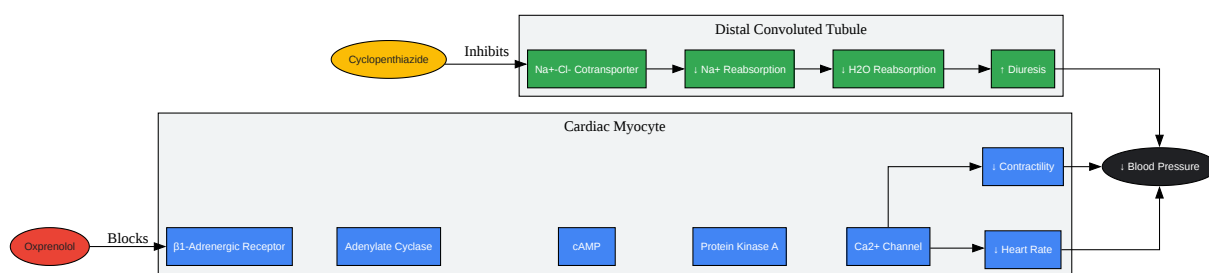 Distal Convoluted Tubule
Cyclopenthiazide
Inhibits
Na+-Cl- Cotransporter
↓ Na+ Reabsorption
↓ H2O Reabsorption
↑ Diuresis
Cardiac Myocyte
↓ Contractility
↓ Blood Pressure
Oxprenolol
Blocks
β1-Adrenergic Receptor
Adenylate Cyclase
cAMP
Protein Kinase A
Ca2+ Channel
↓ Heart Rate